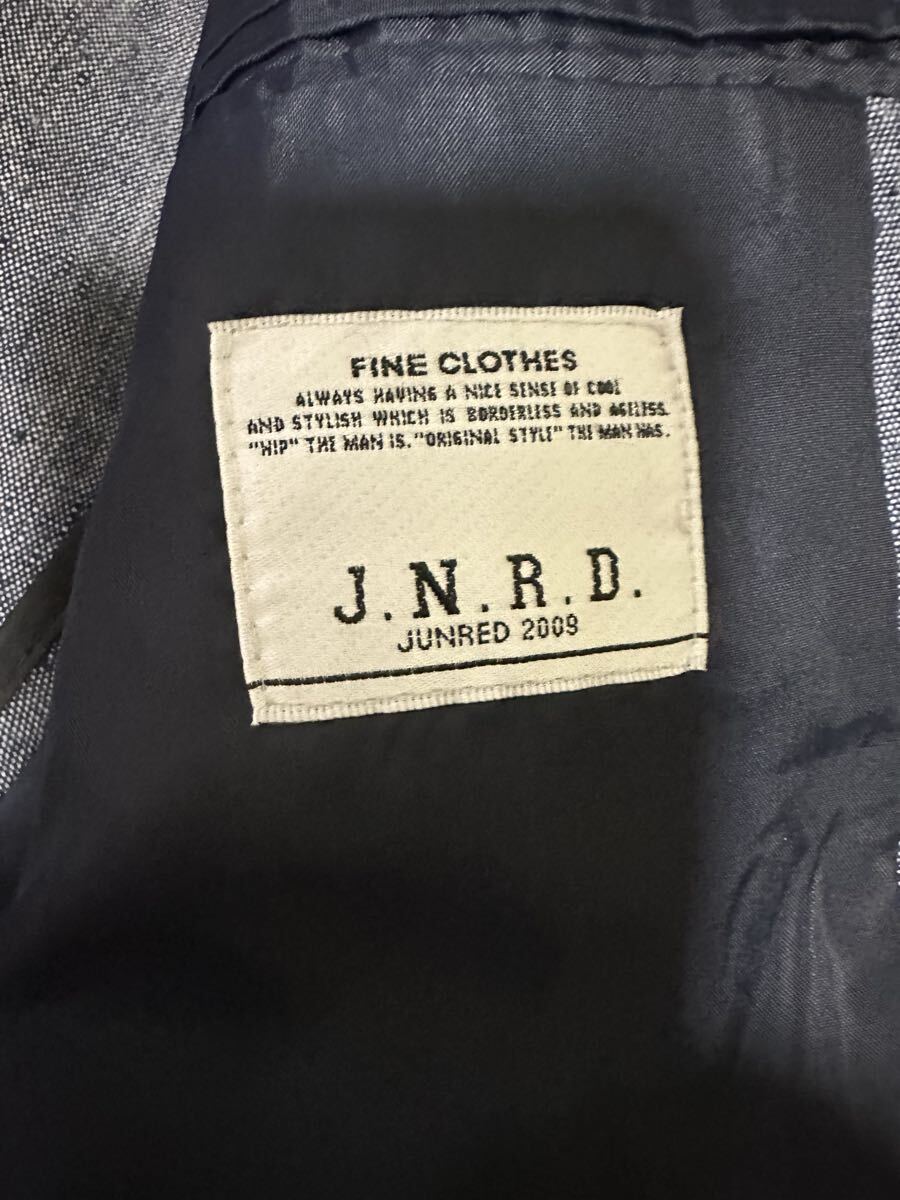 FINE CLOTHES
ALWAYS HAVING A NICE SENSE OF COOL
AND STYLISH WHICH IS BORDERLESS AND AGELESS.
"HIP" THE MAN IS. "ORIGINAL STYLE" THE MAN HAS.
J.N.R.D.
JUNRED 2009